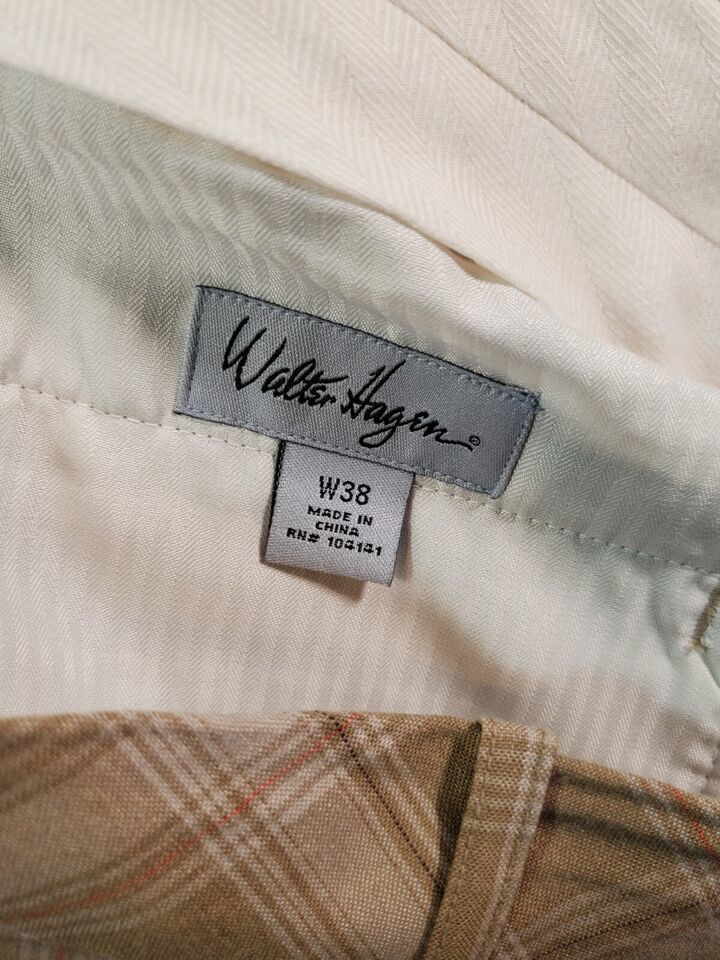 Walter Hagen®
W38
MADE IN
CHINA
RN# 104141